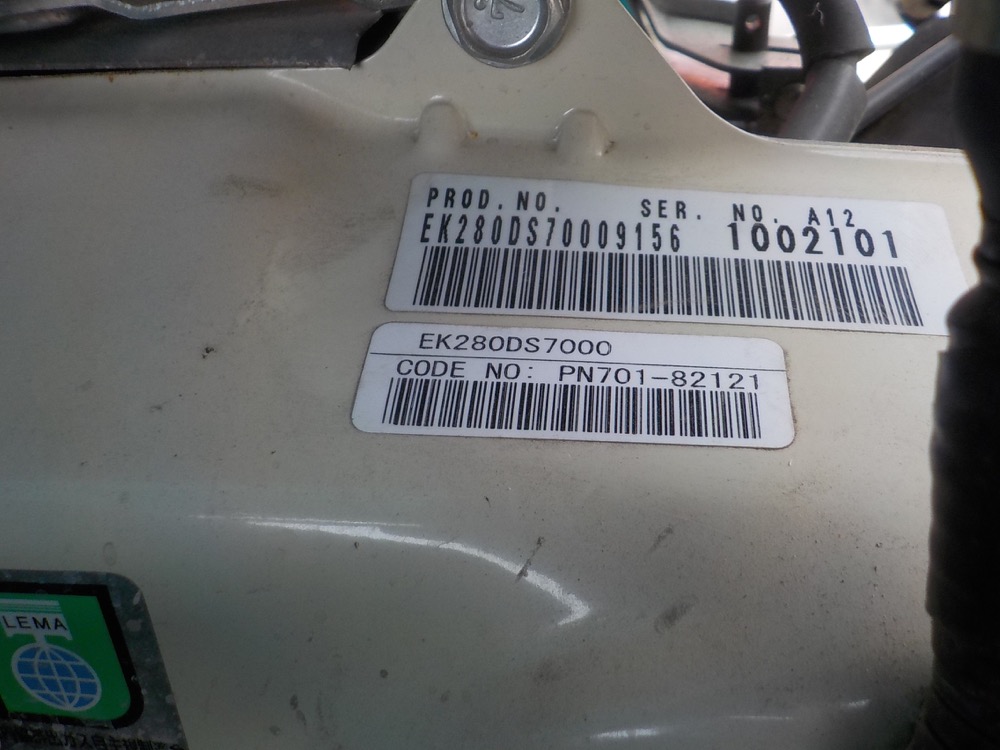 PROD.NO. SER. NO. A12
EK280DS70009156 1002101
EK280DS7000
CODE NO: PN701-82121
LEMA